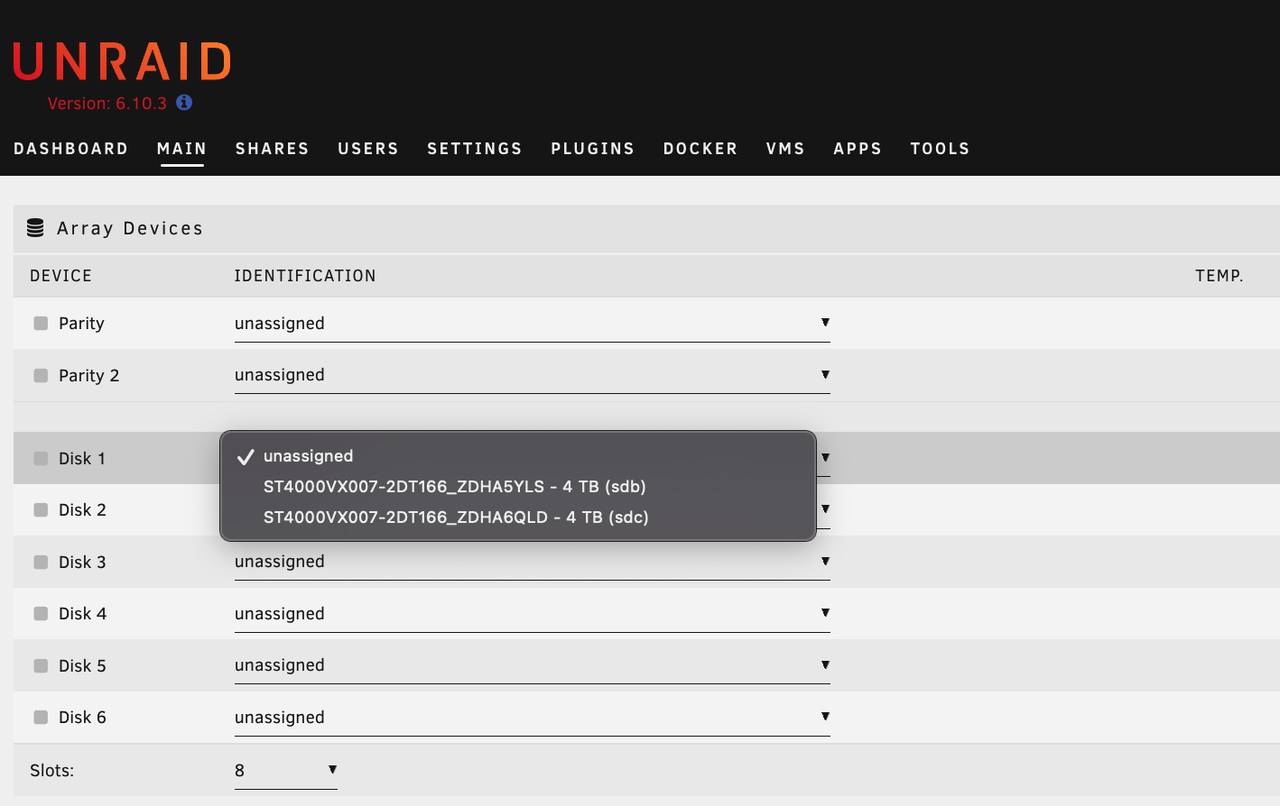 UNRAID
Version: 6.10.3
DASHBOARD MAIN SHARES USERS SETTINGS PLUGINS DOCKER VMS APPS TOOLS
Array Devices
DEVICE IDENTIFICATION TEMP.
Parity unassigned
Parity 2 unassigned
Disk 1 unassigned
ST4000VX007-2DT166_ZDHA5YLS - 4 TB (sdb)
Disk 2 ST4000VX007-2DT166_ZDHA6QLD - 4 TB (sdc)
Disk 3 unassigned
Disk 4 unassigned
Disk 5 unassigned
Disk 6 unassigned
Slots: 8